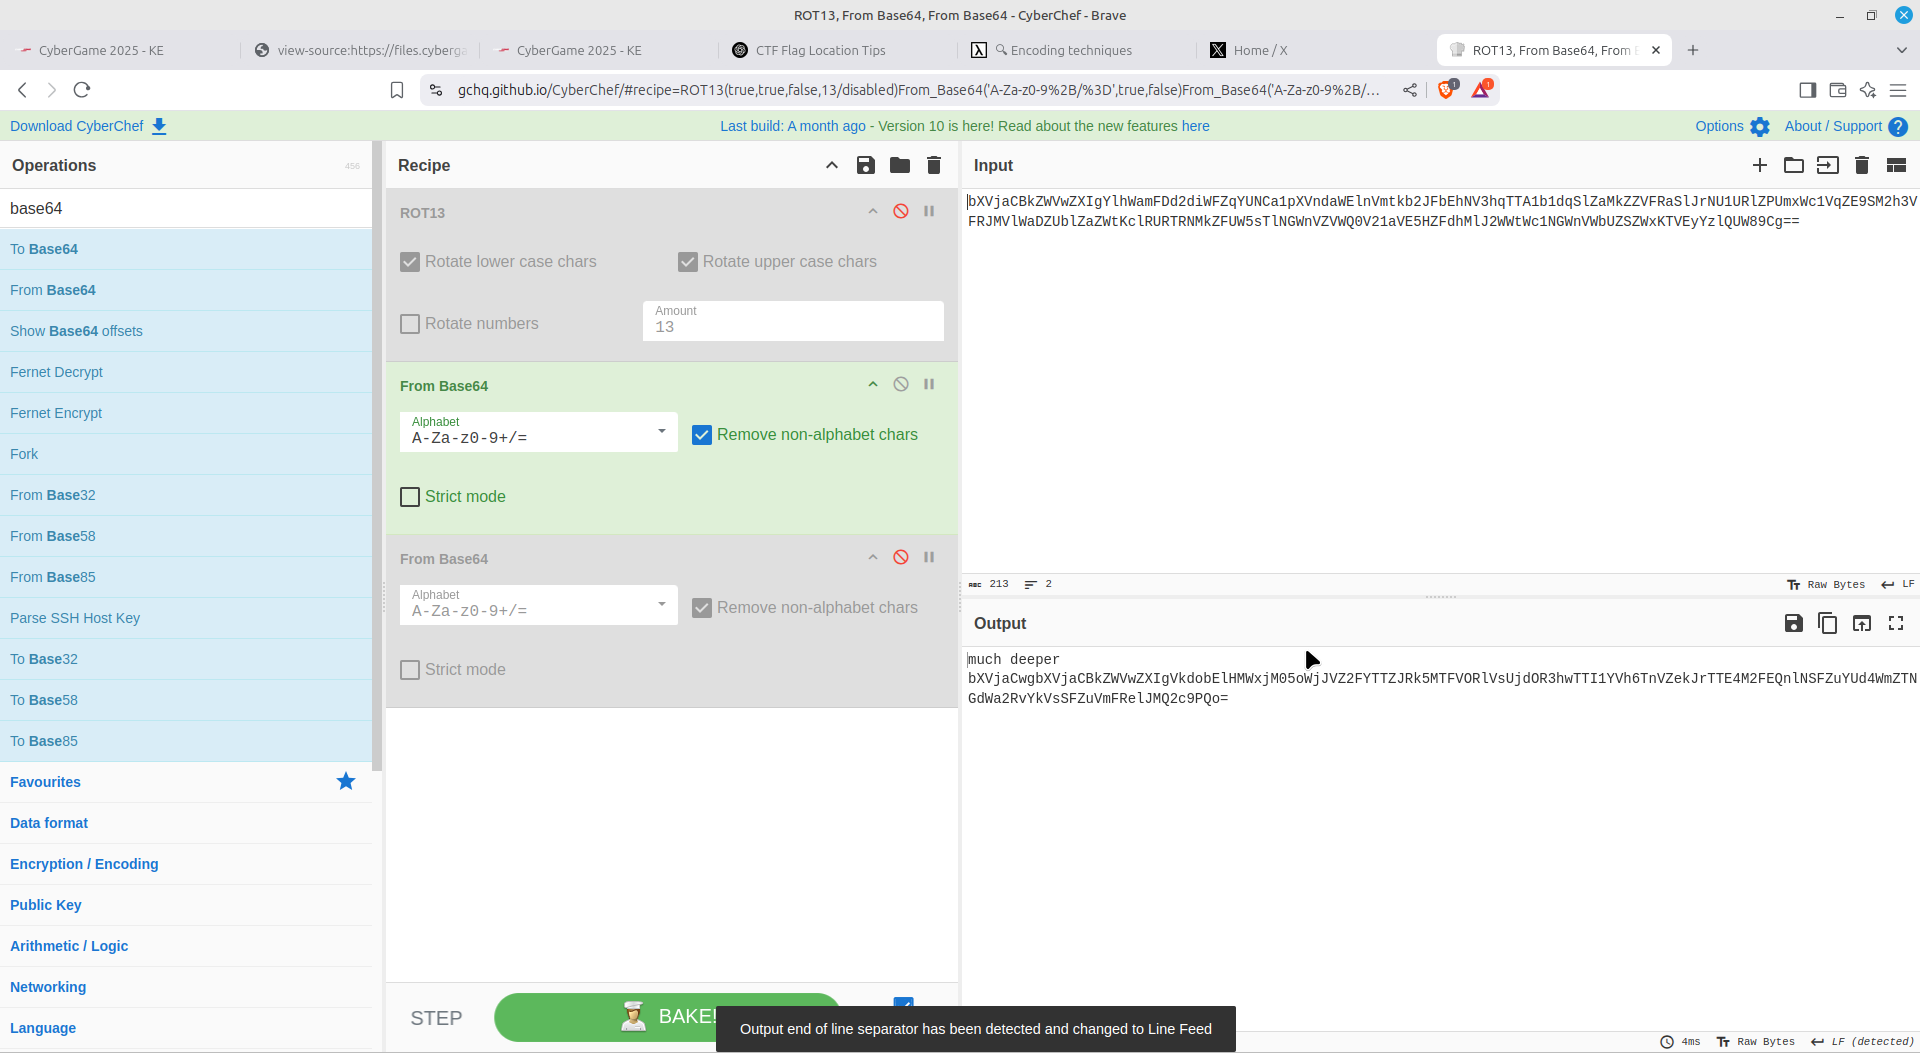 ROT13, From Base64, From Base64 - CyberChef - Brave
CyberGame 2025 - KE
view-source:https://files.cyberga
CyberGame 2025 - KE
CTF Flag Location Tips
Encoding techniques
Home / X
ROT13, From Base64, From B
gchq.github.io/CyberChef/#recipe=ROT13(true,true,false,13/disabled)From_Base64('A-Za-z0-9%2B/%3D',true,false)From_Base64('A-Za-z0-9%2B/...
1
1
Download CyberChef
Last build: A month ago - Version 10 is here! Read about the new features here
Options
About / Support
Operations
456
base64
To Base64
From Base64
Show Base64 offsets
Fernet Decrypt
Fernet Encrypt
Fork
From Base32
From Base58
From Base85
Parse SSH Host Key
To Base32
To Base58
To Base85
Favourites
Data format
Encryption / Encoding
Public Key
Arithmetic / Logic
Networking
Language
Recipe
ROT13
Rotate lower case chars
Rotate upper case chars
Rotate numbers
Amount
13
From Base64
Alphabet
A-Za-z0-9+/=
Remove non-alphabet chars
Strict mode
From Base64
Alphabet
A-Za-z0-9+/=
Remove non-alphabet chars
Strict mode
STEP
BAKE!
Input
bXVjaCBkZWVwZXIgYlhWamFDd2diWFZqYUNCa1pXVndaWElnVmtkb2JFbEhNV3hqTTA1b1dqSlZaMkZZVFRaSlJrNU1URlZPUmxWc1VqZE9SM2h3V
FRJMVlWaDZUblZaZWtKclRURTRNMkZFUW5sTlNGWnVZVWQ0V21aVE5HZFdhMlJ2WWtWc1NGWnVWbUZSZWxKTVEyYzlQUW89Cg==
213
2
Raw Bytes
LF
Output
much deeper
bXVjaCwgbXVjaCBkZWVwZXIgVkdobElHMWxjM05oWjJVZ2FYTTZJRk5MTFVORlVsUjdOR3hwTTI1YVh6TnVZekJrTTE4M2FEQnlNSFZuYUd4WmZTN
GdWa2RvYkVsSFZuVmFRelJMQ2c9PQo=
4ms
Raw Bytes
LF (detected)
Output end of line separator has been detected and changed to Line Feed